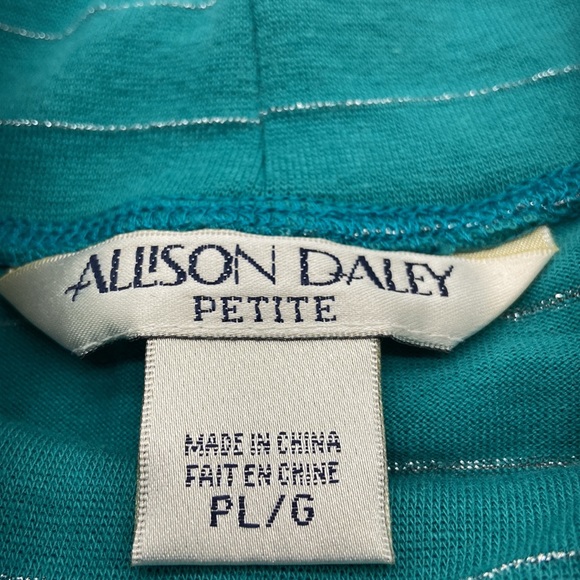 ALLISON DALEY
PETITE
MADE IN CHINA
FAIT EN CHINE
PL/G